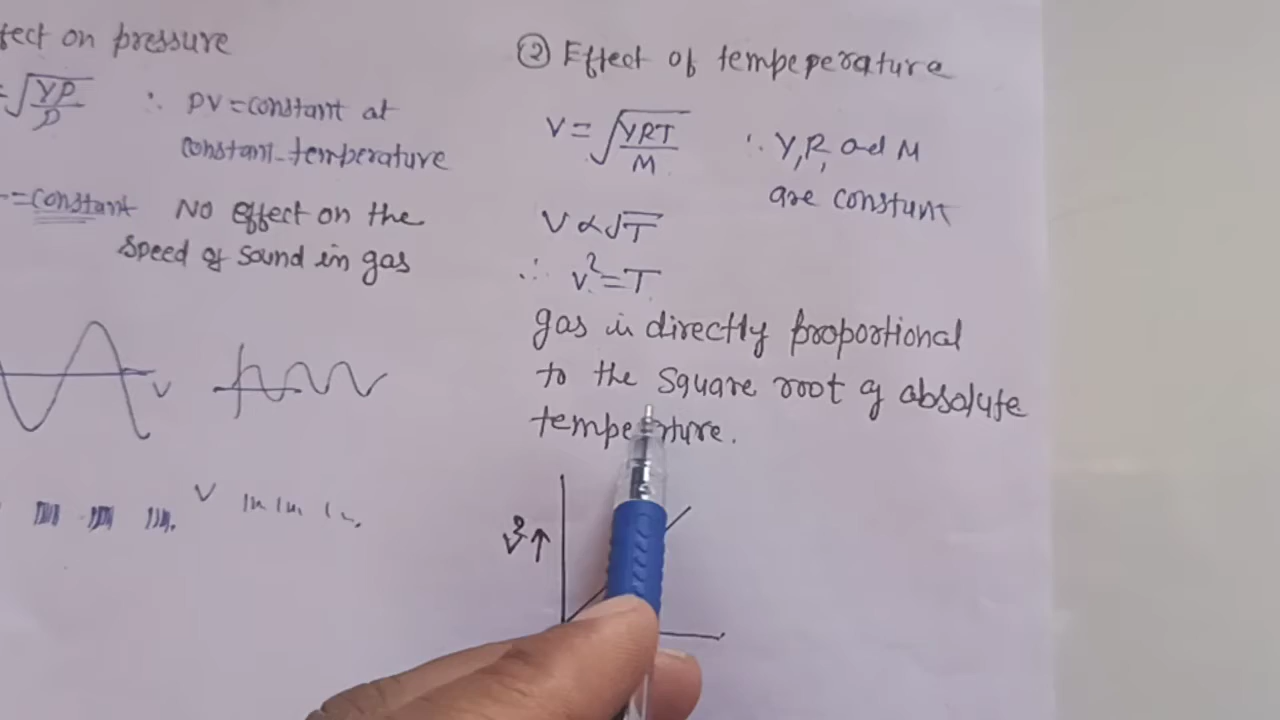 fect on pressure
=√γP/ρ ∴ PV=constant at
constant temperature
=constant No effect on the
speed of sound in gas
V
V
② Effect of tempeperature
V=√γRT/M ∵ γ,R, and M
are constant
V∝√T
∴ v²=T
gas is directly proportional
to the square root of absolute
temperature.
v²↑